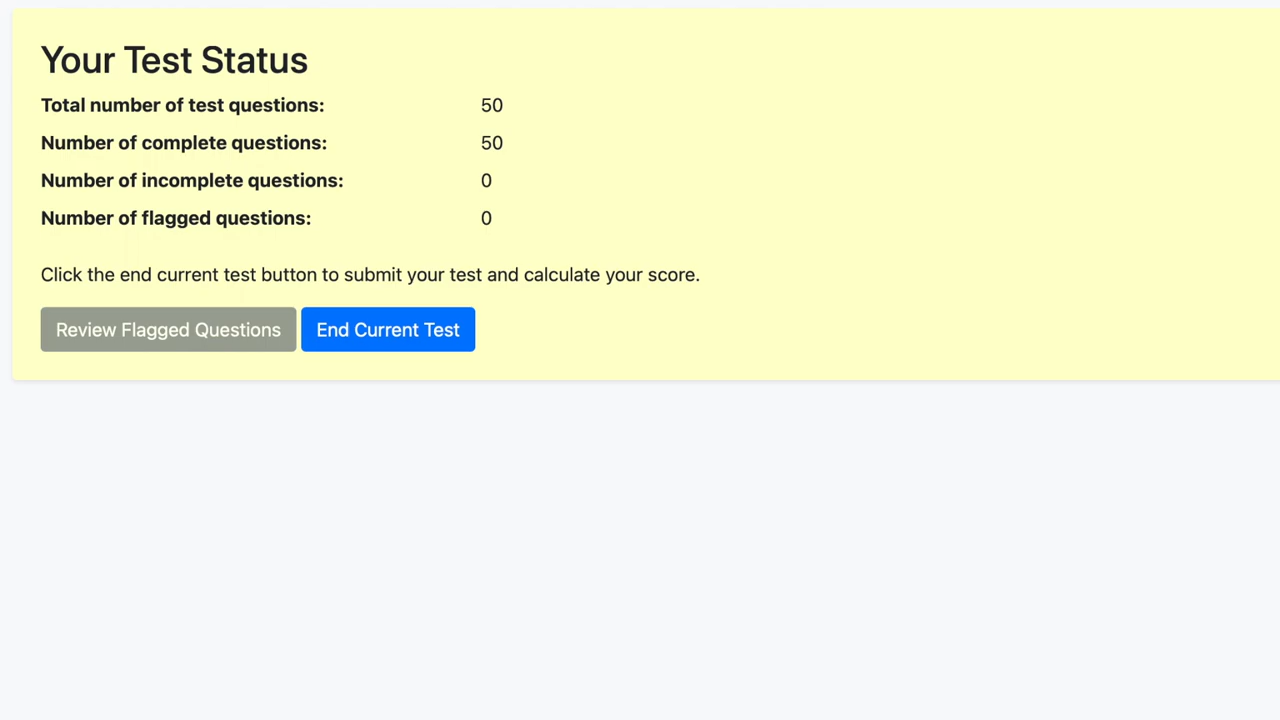 Your Test Status
Total number of test questions: 50
Number of complete questions: 50
Number of incomplete questions: 0
Number of flagged questions: 0
Click the end current test button to submit your test and calculate your score.
Review Flagged Questions End Current Test